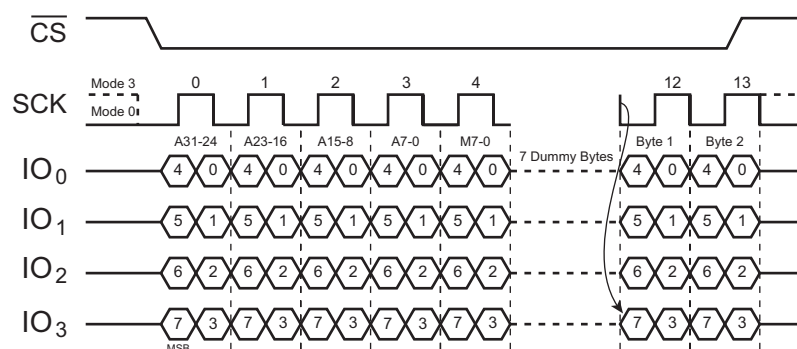 CS
Mode 3
Mode 0
SCK
0 1 2 3 4 12 13
A31-24 A23-16 A15-8 A7-0 M7-0 7 Dummy Bytes Byte 1 Byte 2
IO0 4 0 4 0 4 0 4 0 4 0 4 0 4 0
IO1 5 1 5 1 5 1 5 1 5 1 5 1 5 1
IO2 6 2 6 2 6 2 6 2 6 2 6 2 6 2
IO3 7 3 7 3 7 3 7 3 7 3 7 3 7 3
MSB